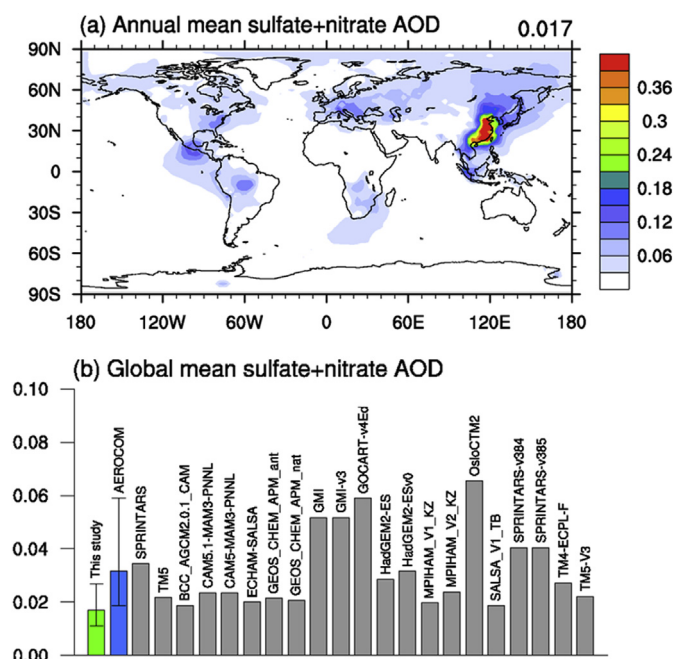 (a) Annual mean sulfate+nitrate AOD 0.017
90N
60N
30N
0
30S
60S
90S
180 120W 60W 0 60E 120E 180
0.36
0.3
0.24
0.18
0.12
0.06
(b) Global mean sulfate+nitrate AOD
0.10
0.08
0.06
0.04
0.02
0.00
This study
AEROCOM
SPRINTARS
TM5
BCC_AGCM2.0.1_CAM
CAM5.1-MAM3-PNNL
CAM5-MAM3-PNNL
ECHAM-SALSA
GEOS_CHEM_APM_ant
GEOS_CHEM_APM_nat
GMI
GMI-v3
GOCART-v4Ed
HadGEM2-ES
HadGEM2-ESv0
MPIHAM_V1_KZ
MPIHAM_V2_KZ
OsloCTM2
SALSA_V1_TB
SPRINTARS-v384
SPRINTARS-v385
TM4-ECPL-F
TM5-V3